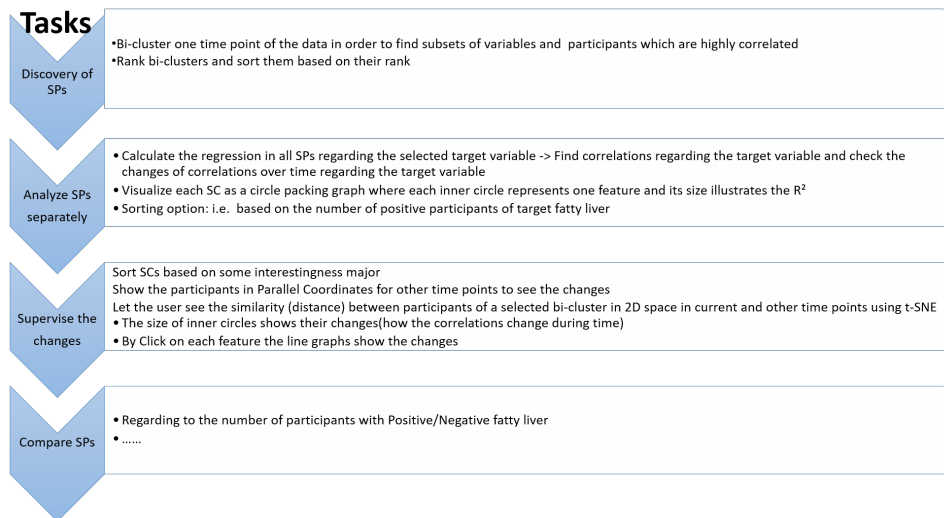 Tasks
Discovery of
SPs
•Bi-cluster one time point of the data in order to find subsets of variables and participants which are highly correlated
•Rank bi-clusters and sort them based on their rank
Analyze SPs
separately
• Calculate the regression in all SPs regarding the selected target variable -> Find correlations regarding the target variable and check the
changes of correlations over time regarding the target variable
• Visualize each SC as a circle packing graph where each inner circle represents one feature and its size illustrates the R²
• Sorting option: i.e. based on the number of positive participants of target fatty liver
Supervise the
changes
Sort SCs based on some interestingness major
Show the participants in Parallel Coordinates for other time points to see the changes
Let the user see the similarity (distance) between participants of a selected bi-cluster in 2D space in current and other time points using t-SNE
• The size of inner circles shows their changes(how the correlations change during time)
• By Click on each feature the line graphs show the changes
Compare SPs
• Regarding to the number of participants with Positive/Negative fatty liver
• ......